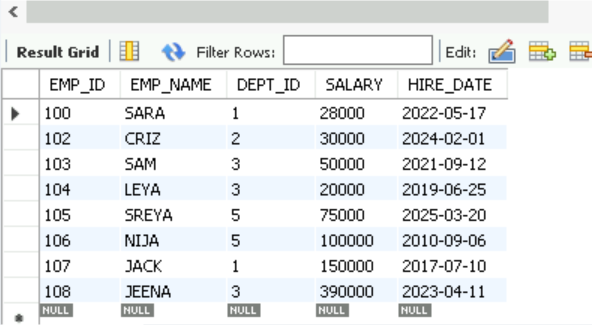 Result Grid Filter Rows: Edit:
EMP_ID EMP_NAME DEPT_ID SALARY HIRE_DATE
100 SARA 1 28000 2022-05-17
102 CRIZ 2 30000 2024-02-01
103 SAM 3 50000 2021-09-12
104 LEYA 3 20000 2019-06-25
105 SREYA 5 75000 2025-03-20
106 NIJA 5 100000 2010-09-06
107 JACK 1 150000 2017-07-10
108 JEENA 3 390000 2023-04-11
NULL NULL NULL NULL NULL